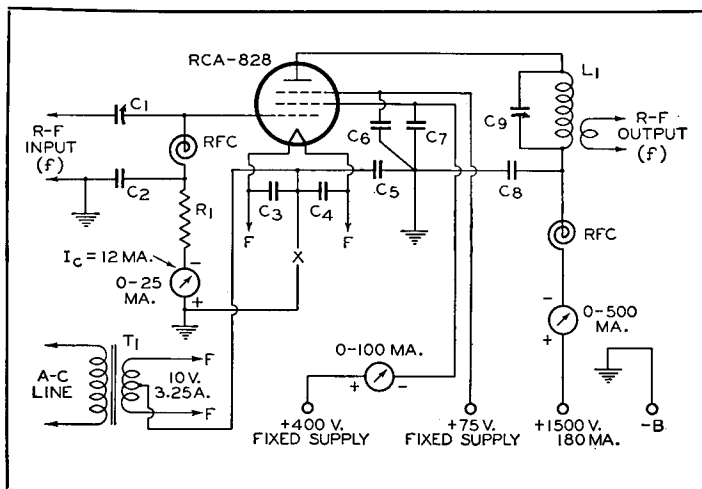 RCA-828
L1
C1
C9
R-F INPUT (f)
RFC
C6
C7
R-F OUTPUT (f)
C2
C5
C8
C3
C4
R1
F
F
X
RFC
Ic = 12 MA.
-
0-25 MA.
+
-
0-500 MA.
+
T1
0-100 MA.
+
-
A-C LINE
F
10 V. 3.25 A.
F
+400 V. FIXED SUPPLY
+75 V. FIXED SUPPLY
+1500 V. 180 MA.
-B